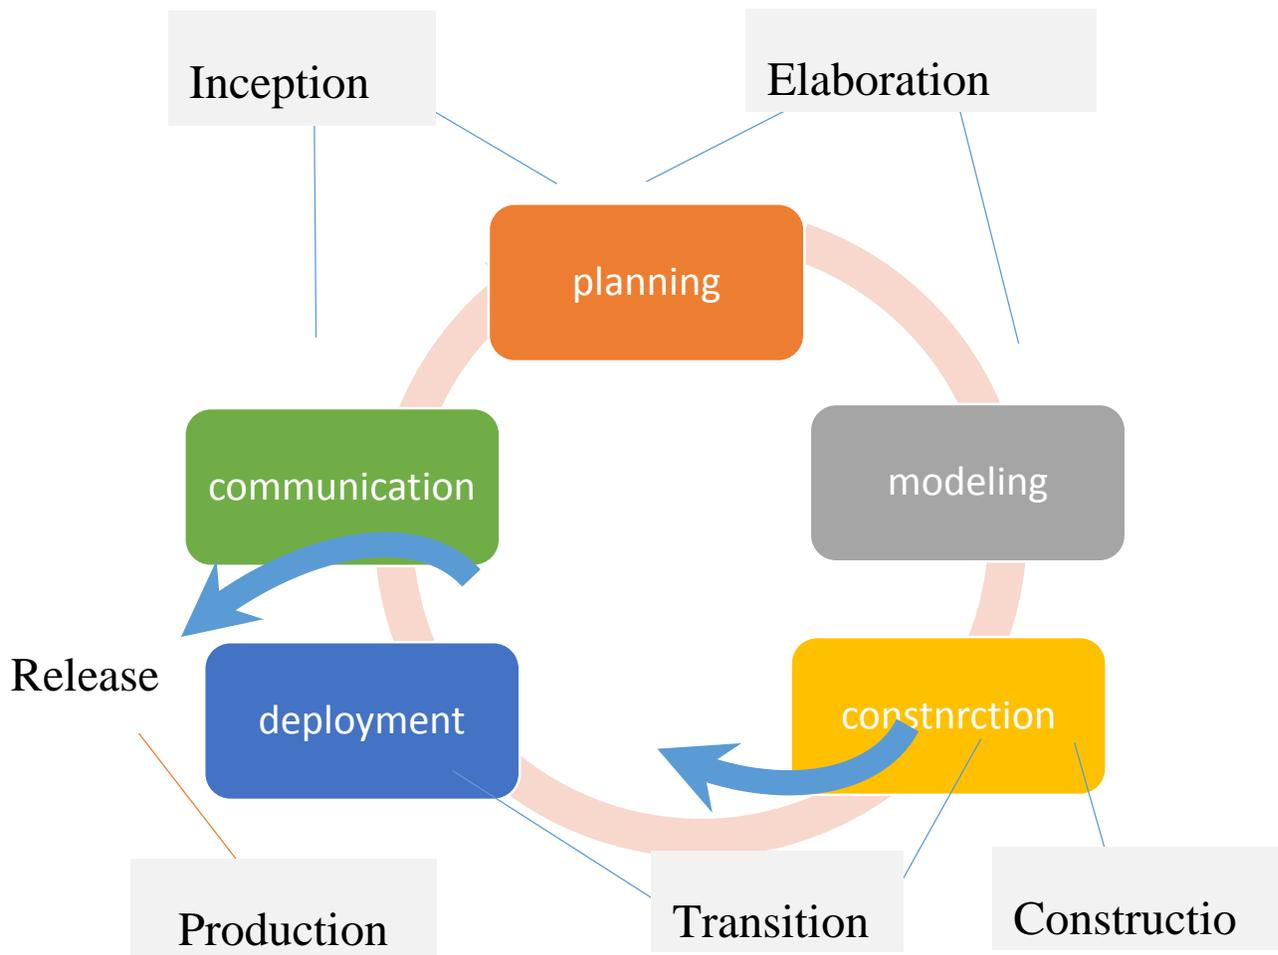 Inception
Elaboration
planning
communication
modeling
Release
deployment
constnrction
Production
Transition
Constructio